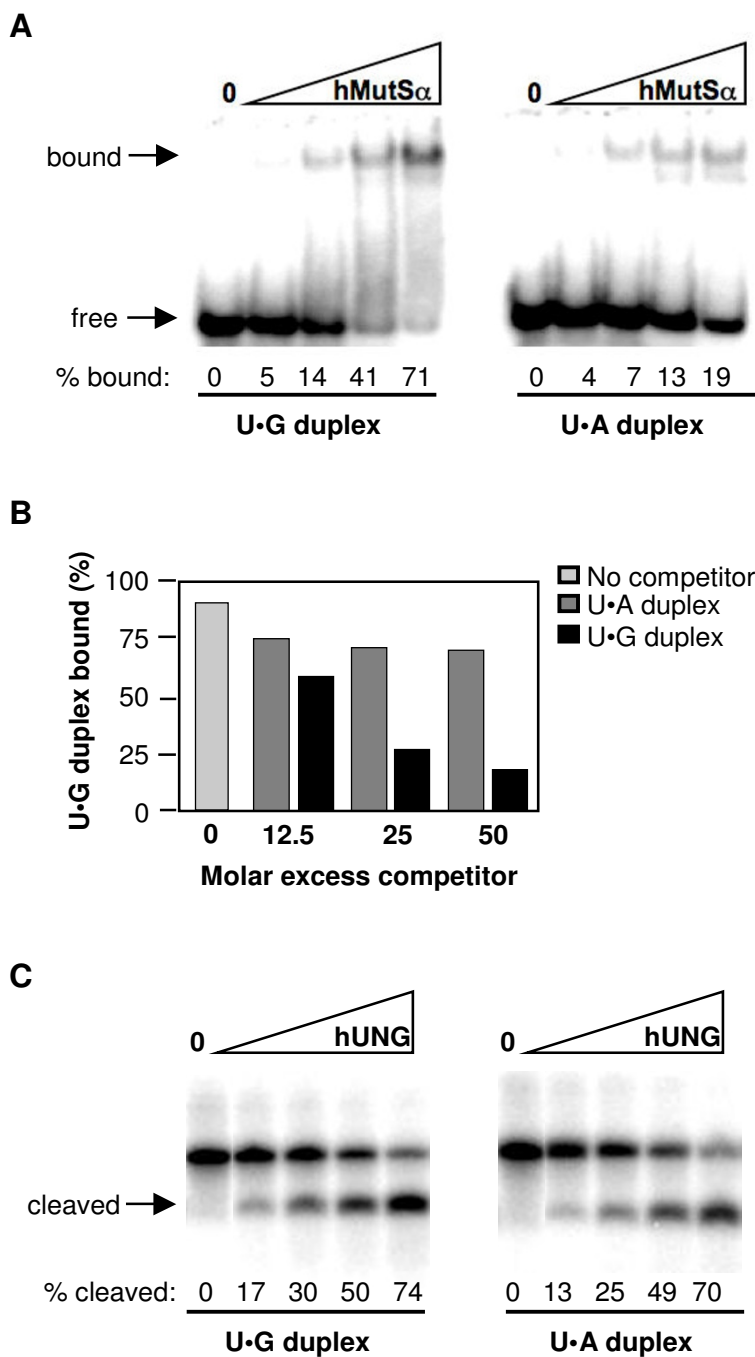 A
0 hMutSα 0 hMutSα
bound
free
% bound: 0 5 14 41 71 0 4 7 13 19
U•G duplex U•A duplex
B
U•G duplex bound (%)
100
75
50
25
0
No competitor
U•A duplex
U•G duplex
0 12.5 25 50
Molar excess competitor
C
0 hUNG 0 hUNG
cleaved
% cleaved: 0 17 30 50 74 0 13 25 49 70
U•G duplex U•A duplex